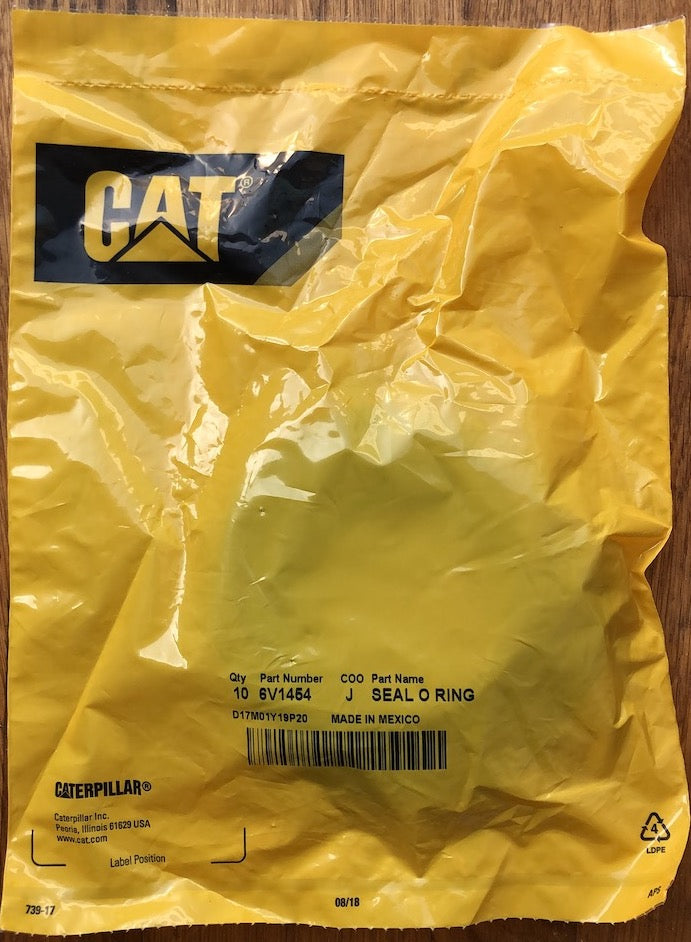 CAT®
Qty Part Number COO Part Name
10 6V1454 J SEAL O RING
D17M01Y19P20 MADE IN MEXICO
CATERPILLAR®
Caterpillar Inc.
Peoria, Illinois 61629 USA
www.cat.com
Label Position
4
LDPE
739-17
08/18
APS